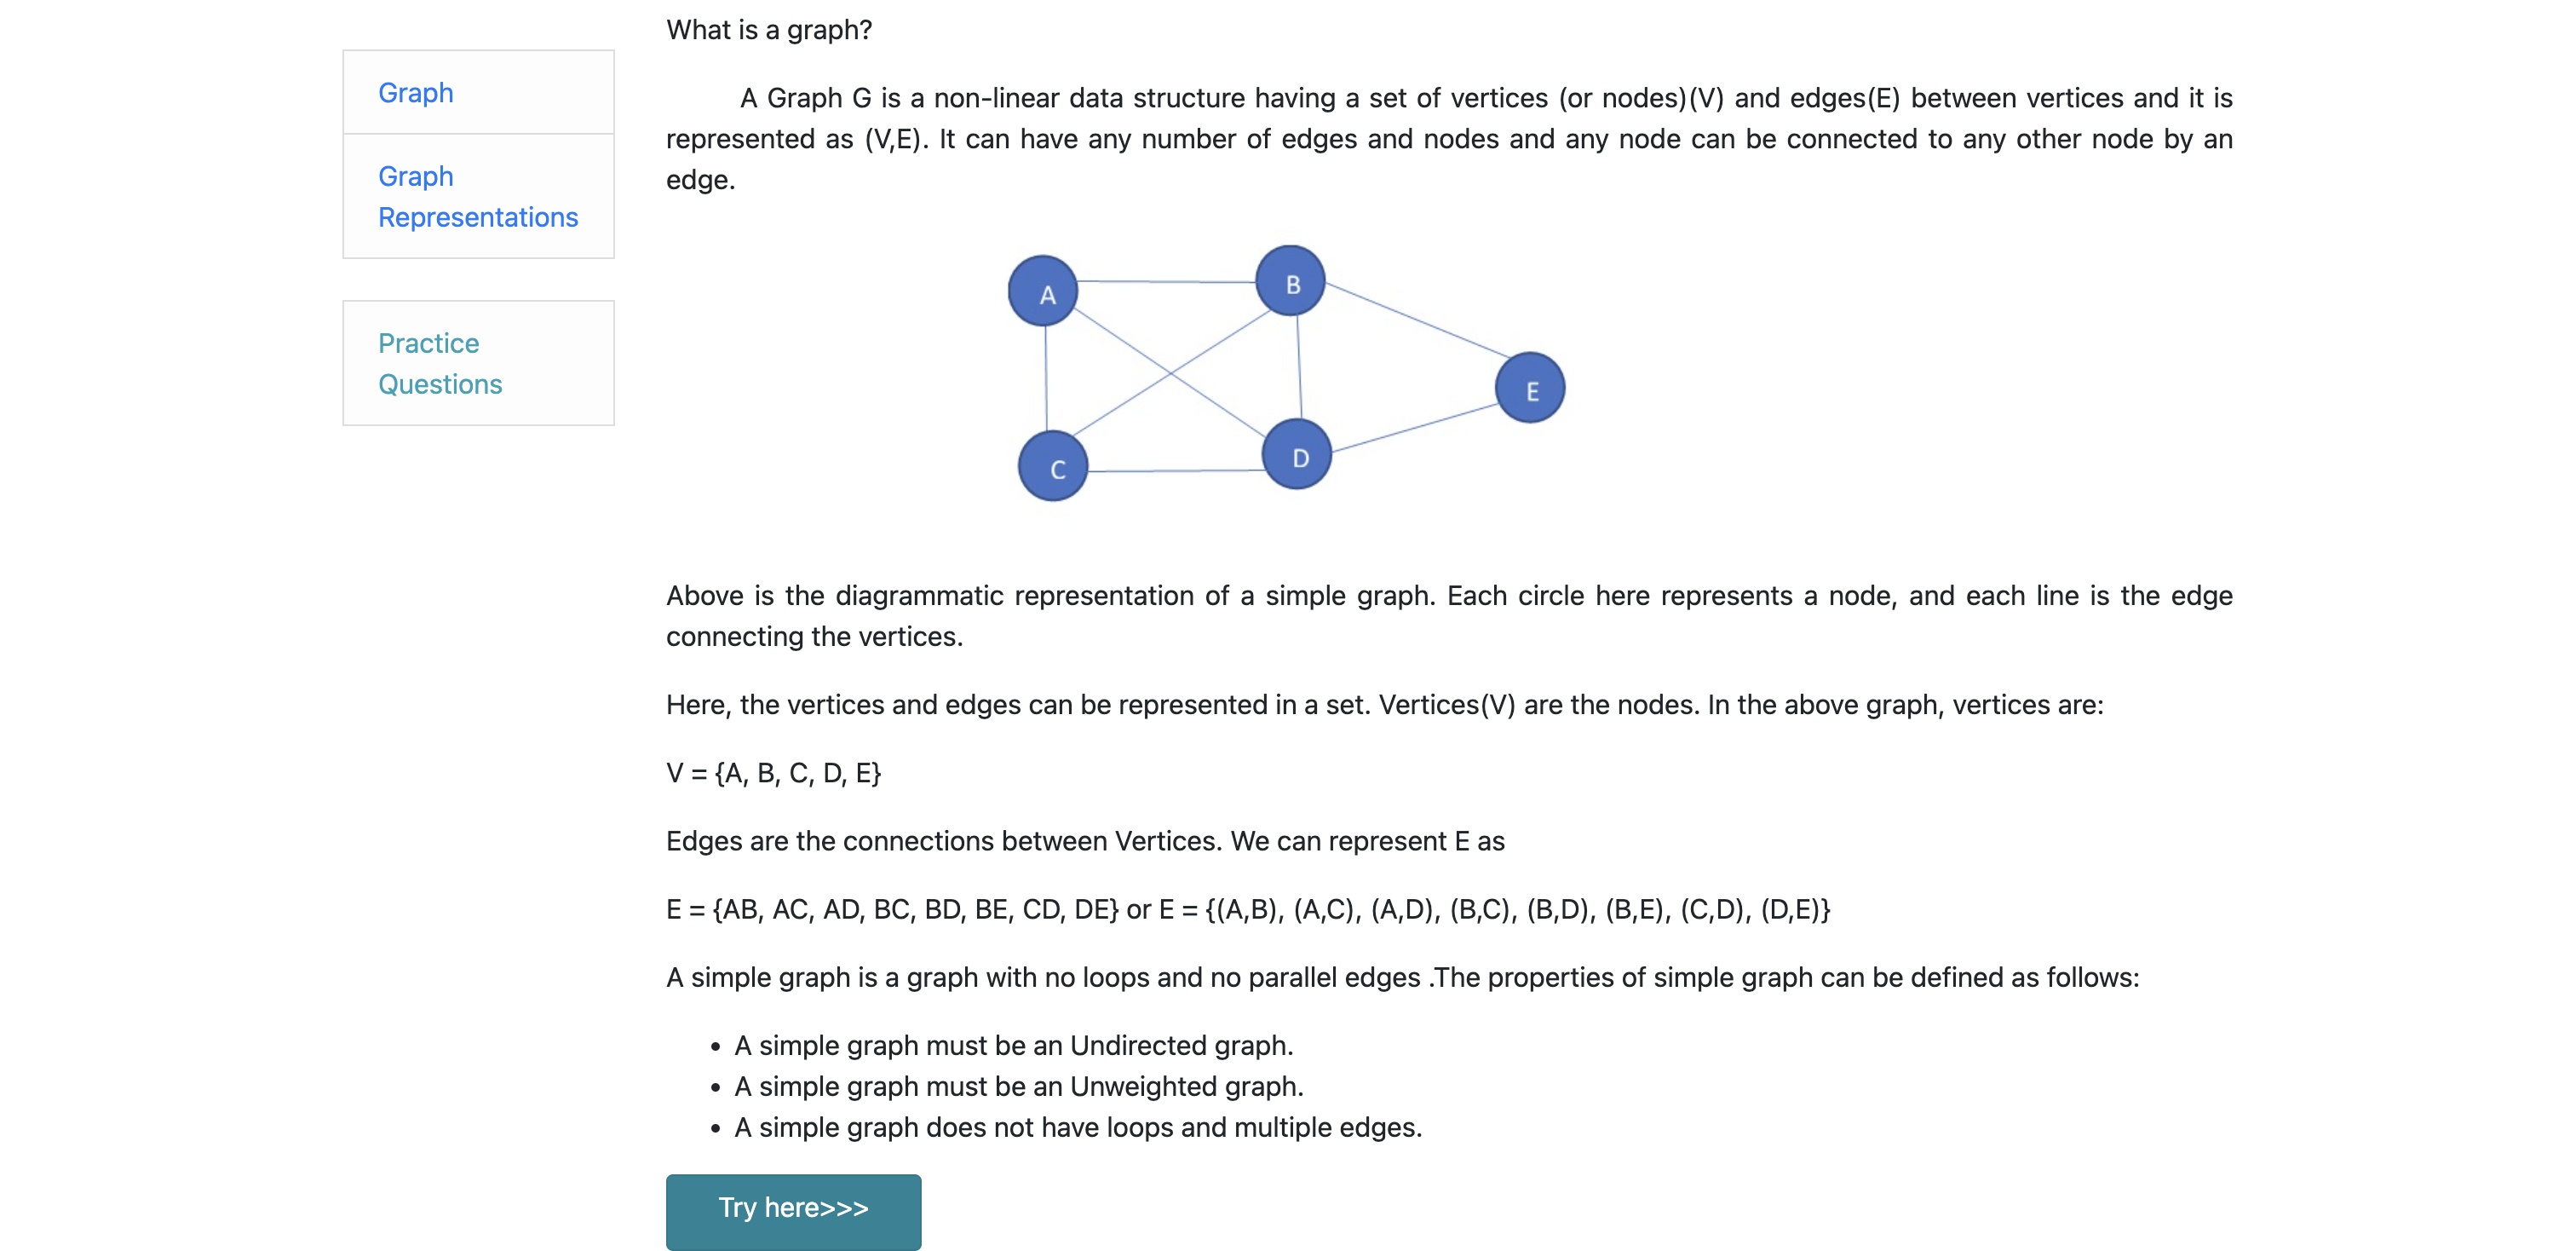 Graph
Graph
Representations
Practice
Questions
What is a graph?
A Graph G is a non-linear data structure having a set of vertices (or nodes)(V) and edges(E) between vertices and it is
represented as (V,E). It can have any number of edges and nodes and any node can be connected to any other node by an
edge.
A
B
E
C
D
Above is the diagrammatic representation of a simple graph. Each circle here represents a node, and each line is the edge
connecting the vertices.
Here, the vertices and edges can be represented in a set. Vertices(V) are the nodes. In the above graph, vertices are:
V = {A, B, C, D, E}
Edges are the connections between Vertices. We can represent E as
E = {AB, AC, AD, BC, BD, BE, CD, DE} or E = {(A,B), (A,C), (A,D), (B,C), (B,D), (B,E), (C,D), (D,E)}
A simple graph is a graph with no loops and no parallel edges .The properties of simple graph can be defined as follows:
• A simple graph must be an Undirected graph.
• A simple graph must be an Unweighted graph.
• A simple graph does not have loops and multiple edges.
Try here>>>